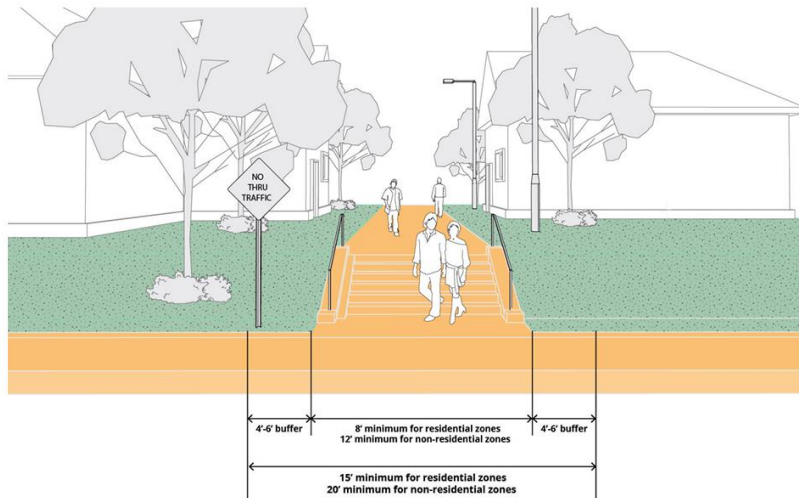 NO
THRU
TRAFFIC
4'-6' buffer
8' minimum for residential zones
12' minimum for non-residential zones
4'-6' buffer
15' minimum for residential zones
20' minimum for non-residential zones